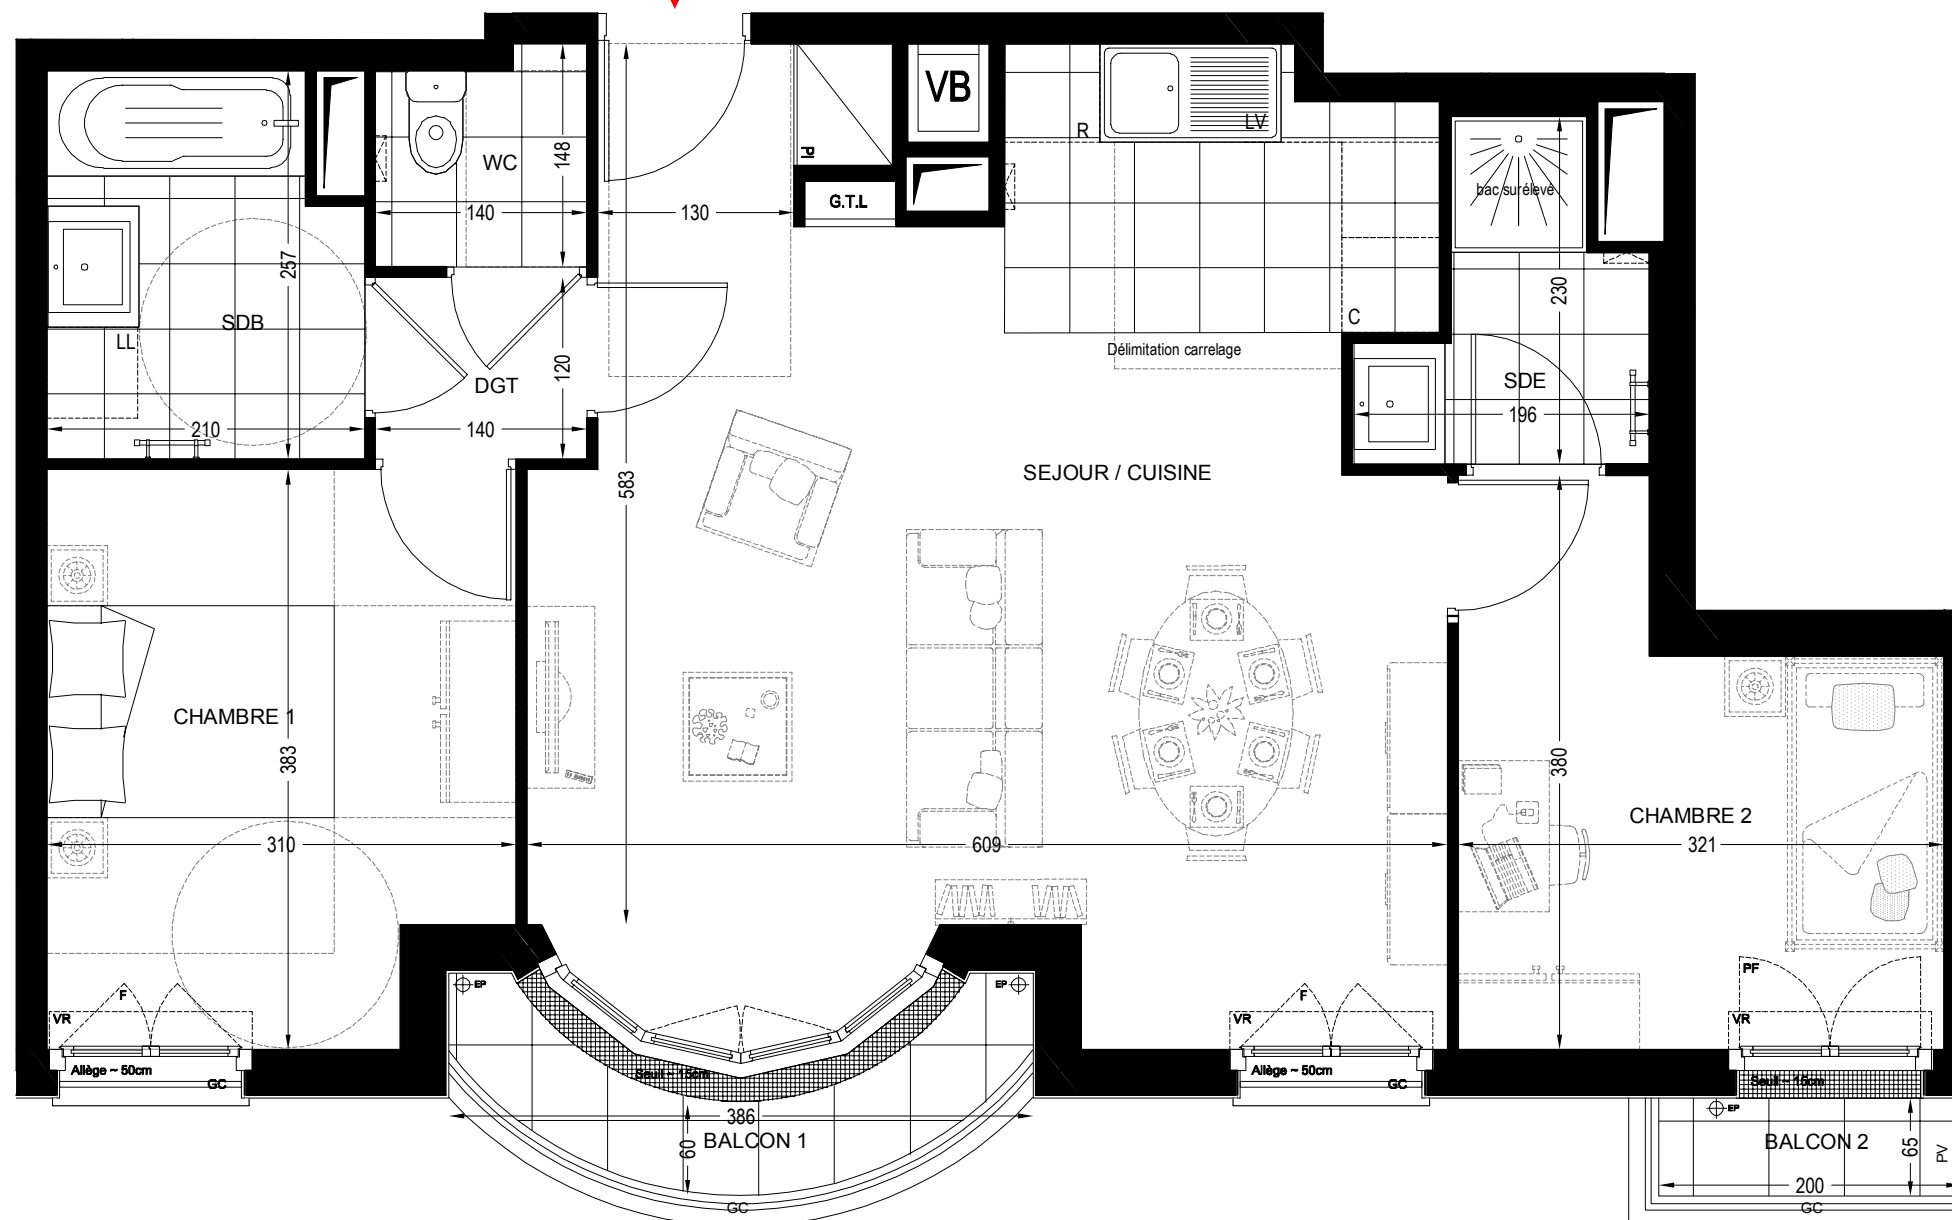 VB
R
LV
WC
148
Pl
bac surélevé
140
130
G.T.L
257
230
SDB
C
LL
Délimitation carrelage
120
DGT
SDE
196
210
140
SEJOUR / CUISINE
583
CHAMBRE 1
383
380
CHAMBRE 2
310
609
321
F
VR
EP
EP
F
VR
PF
VR
Allège ~ 50cm
GC
Seuil ~ 15cm
Allège ~ 50cm
GC
Seuil ~ 15cm
386
EP
60
BALCON 1
BALCON 2
65
PV
200
GC
GC